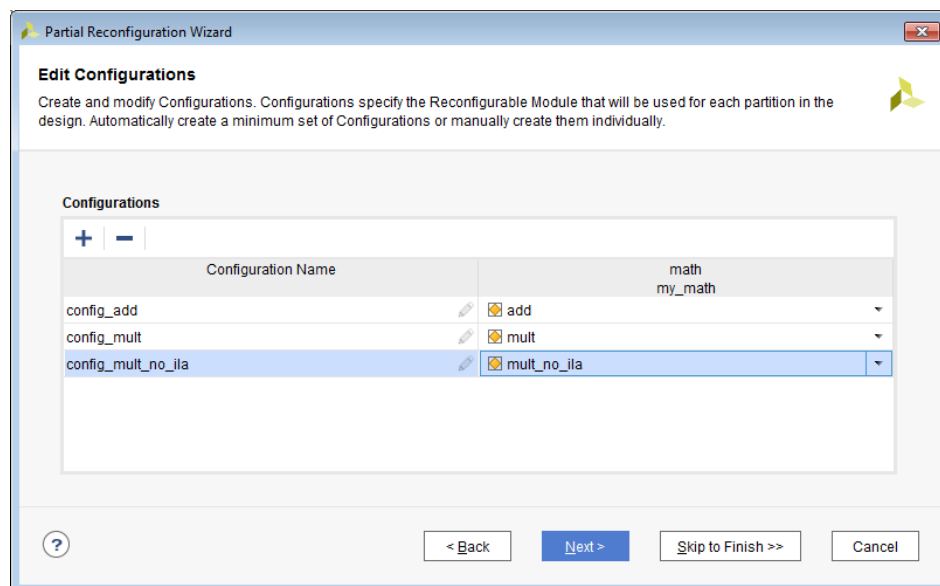 Partial Reconfiguration Wizard
Edit Configurations
Create and modify Configurations. Configurations specify the Reconfigurable Module that will be used for each partition in the
design. Automatically create a minimum set of Configurations or manually create them individually.
Configurations
Configuration Name
math
my_math
config_add
add
config_mult
mult
config_mult_no_ila
mult_no_ila
?
< Back
Next >
Skip to Finish >>
Cancel